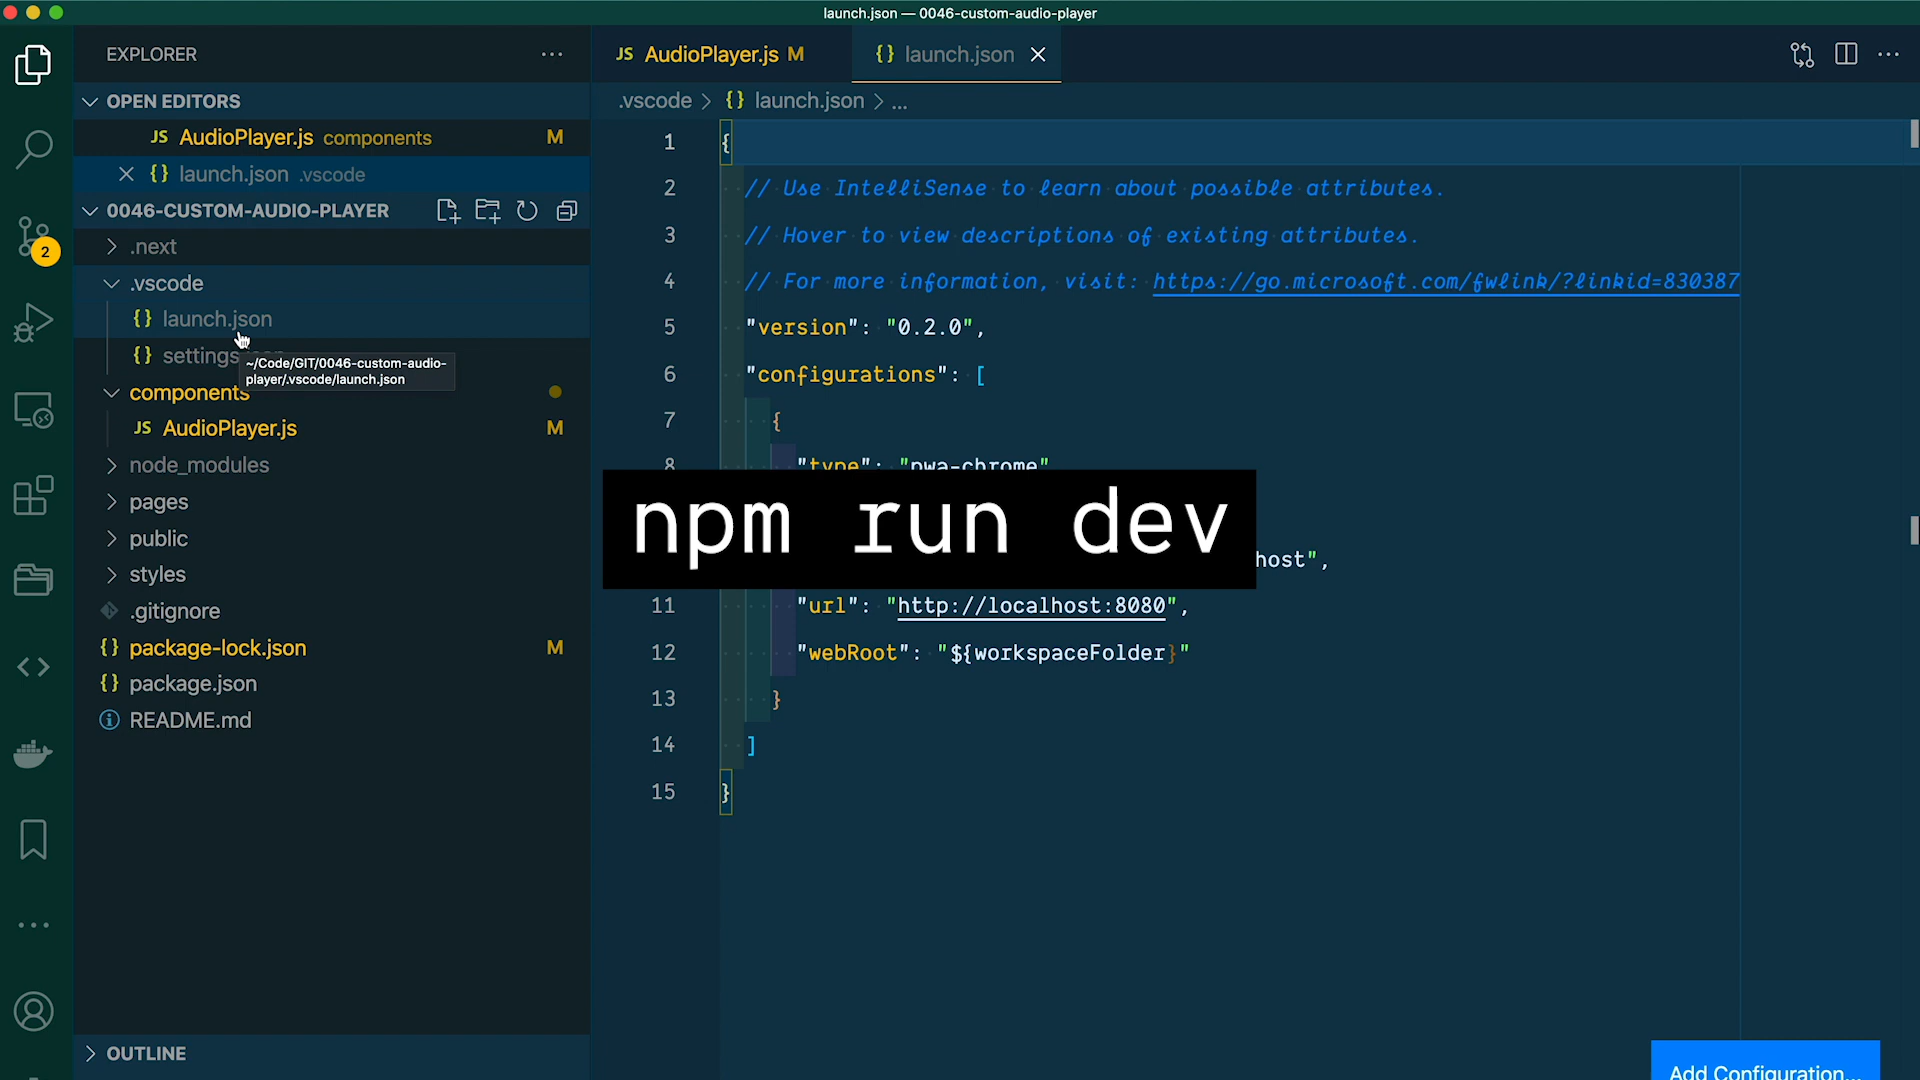 launch.json — 0046-custom-audio-player
EXPLORER
OPEN EDITORS
JS AudioPlayer.js components M
{} launch.json .vscode
0046-CUSTOM-AUDIO-PLAYER
.next
.vscode
{} launch.json
{} settings
~/Code/GIT/0046-custom-audio-
player/.vscode/launch.json
components
JS AudioPlayer.js M
node_modules
pages
public
styles
.gitignore
{} package-lock.json M
{} package.json
README.md
OUTLINE
2
JS AudioPlayer.js M
{} launch.json
.vscode > {} launch.json > ...
1 {
2 // Use IntelliSense to learn about possible attributes.
3 // Hover to view descriptions of existing attributes.
4 // For more information, visit: https://go.microsoft.com/fwlink/?linkid=830387
5 "version": "0.2.0",
6 "configurations": [
7 {
8 "type": "pwa-chrome"
npm run dev
host",
11 "url": "http://localhost:8080",
12 "webRoot": "${workspaceFolder}"
13 }
14 ]
15 }
Add Configuration...